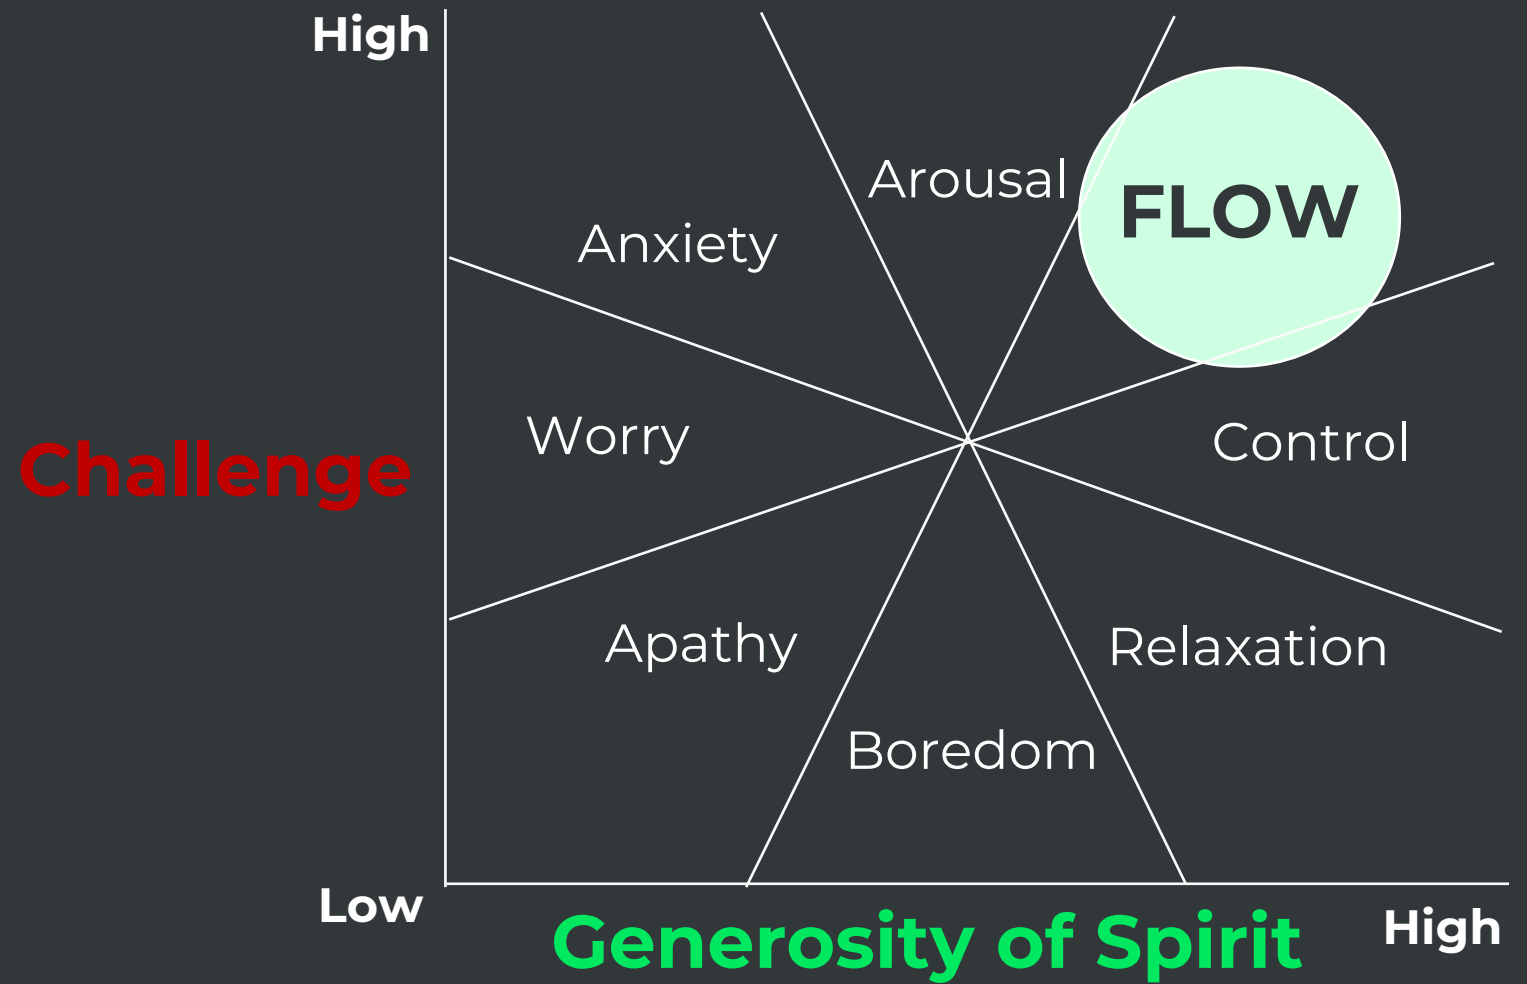 High
Arousal
FLOW
Anxiety
Worry
Control
Challenge
Apathy
Relaxation
Boredom
Low
Generosity of Spirit
High